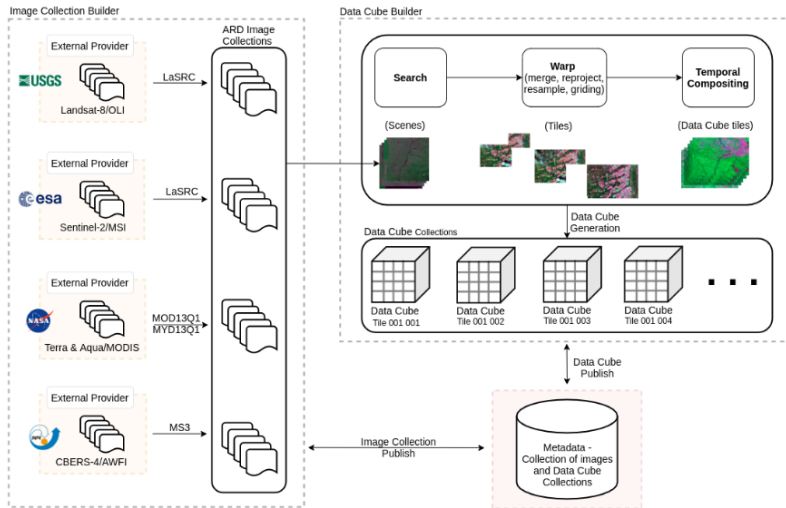 Image Collection Builder
External Provider
USGS
Landsat-8/OLI
LaSRC
External Provider
esa
Sentinel-2/MSI
LaSRC
External Provider
NASA
Terra & Aqua/MODIS
MOD13Q1
MYD13Q1
External Provider
INPE
CBERS-4/AWFI
MS3
ARD Image
Collections
Data Cube Builder
Search
Warp
(merge, reproject,
resample, griding)
Temporal
Compositing
(Scenes)
(Tiles)
(Data Cube tiles)
Data Cube
Generation
Data Cube Collections
Data Cube
Tile 001 001
Data Cube
Tile 001 002
Data Cube
Tile 001 003
Data Cube
Tile 001 004
. . .
Data Cube
Publish
Image Collection
Publish
Metadata -
Collection of images
and Data Cube
Collections